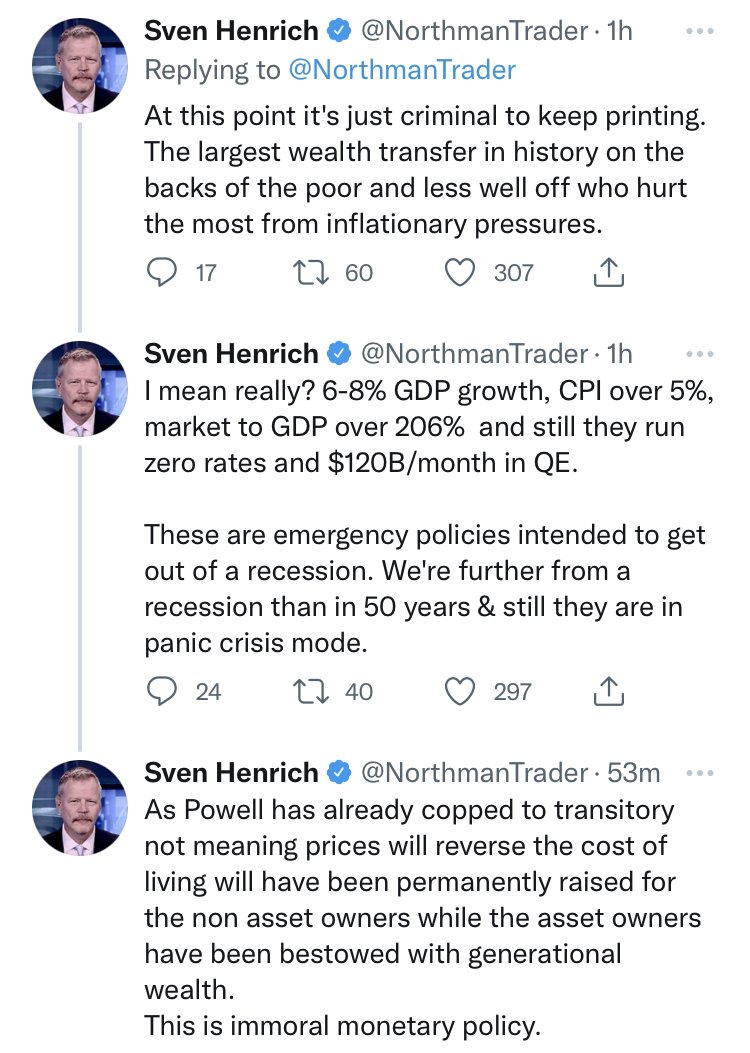 Sven Henrich @NorthmanTrader · 1h
Replying to @NorthmanTrader
At this point it's just criminal to keep printing.
The largest wealth transfer in history on the
backs of the poor and less well off who hurt
the most from inflationary pressures.
17 60 307
Sven Henrich @NorthmanTrader · 1h
I mean really? 6-8% GDP growth, CPI over 5%,
market to GDP over 206% and still they run
zero rates and $120B/month in QE.
These are emergency policies intended to get
out of a recession. We're further from a
recession than in 50 years & still they are in
panic crisis mode.
24 40 297
Sven Henrich @NorthmanTrader · 53m
As Powell has already copped to transitory
not meaning prices will reverse the cost of
living will have been permanently raised for
the non asset owners while the asset owners
have been bestowed with generational
wealth.
This is immoral monetary policy.